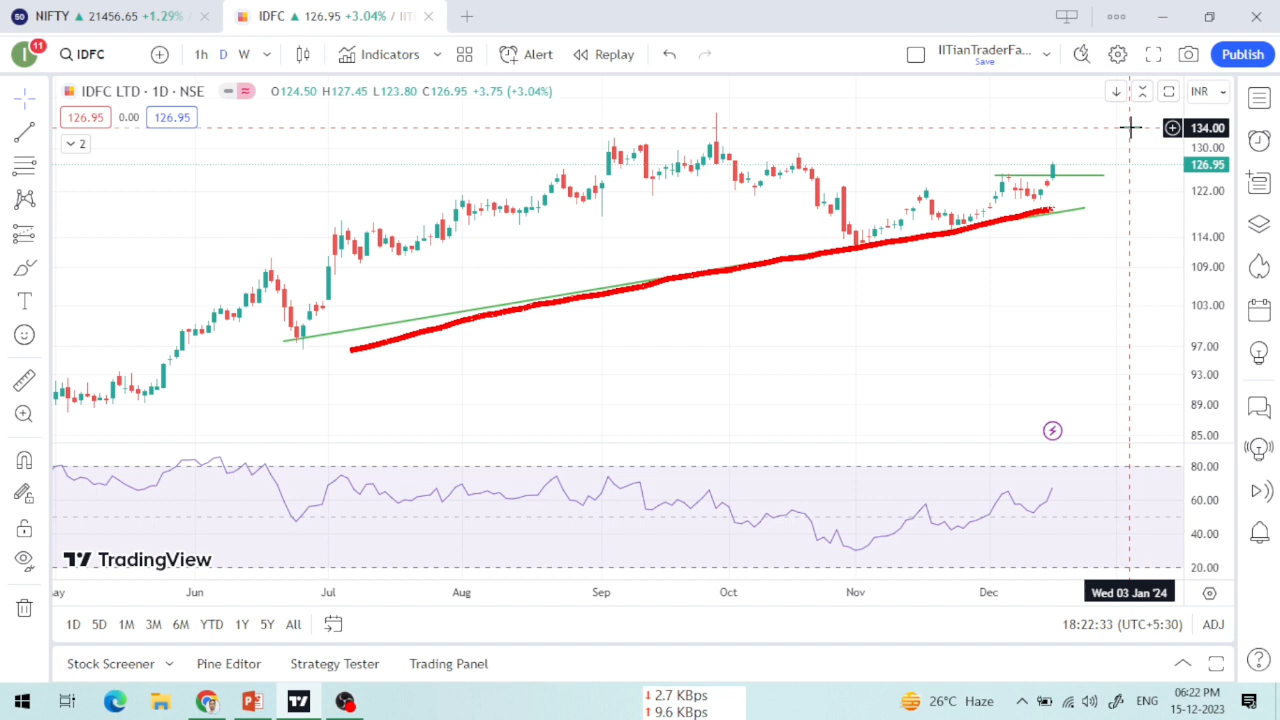 50 NIFTY ▲ 21456.65 +1.29% /
IDFC ▲ 126.95 +3.04% / IIT
11
I
IDFC
1h D W
Indicators
Alert
Replay
IITianTraderFa...
Save
Publish
IDFC LTD · 1D · NSE
O124.50 H127.45 L123.80 C126.95 +3.75 (+3.04%)
INR
126.95 0.00 126.95
2
134.00
130.00
126.95
122.00
114.00
109.00
103.00
97.00
93.00
89.00
85.00
80.00
60.00
40.00
20.00
TradingView
ay Jun Jul Aug Sep Oct Nov Dec Wed 03 Jan '24
1D 5D 1M 3M 6M YTD 1Y 5Y All
18:22:33 (UTC+5:30) ADJ
Stock Screener Pine Editor Strategy Tester Trading Panel
2.7 KBps
9.6 KBps
26°C Haze
ENG
06:22 PM
15-12-2023